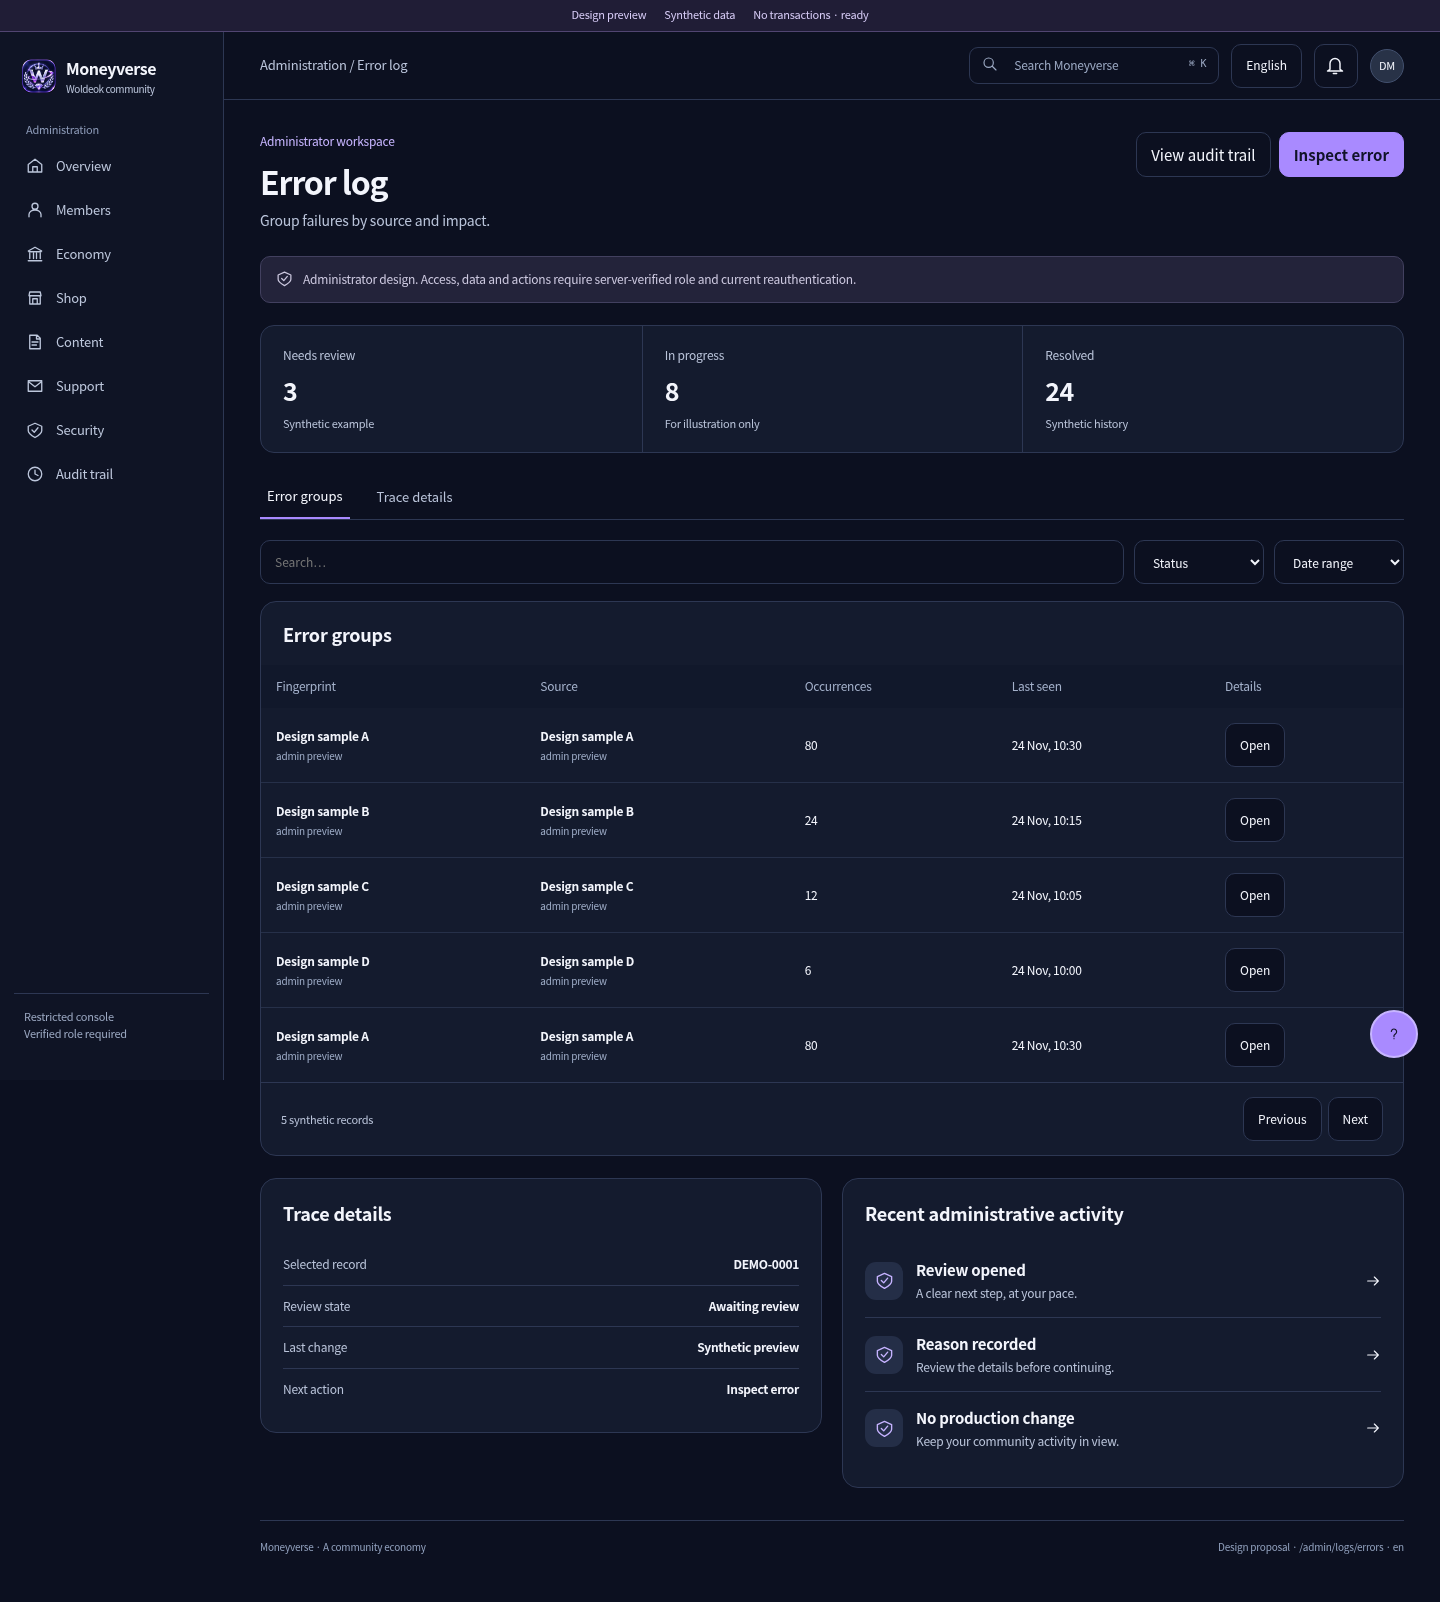 Design preview Synthetic data No transactions · ready
Moneyverse
Woldeok community
Administration
Overview
Members
Economy
Shop
Content
Support
Security
Audit trail
Restricted console
Verified role required
Administration / Error log
Search Moneyverse ⌘ K
English
DM
Administrator workspace
Error log
Group failures by source and impact.
View audit trail
Inspect error
Administrator design. Access, data and actions require server-verified role and current reauthentication.
Needs review
3
Synthetic example
In progress
8
For illustration only
Resolved
24
Synthetic history
Error groups Trace details
Search…
Status
Date range
Error groups
Fingerprint Source Occurrences Last seen Details
Design sample A Design sample A 80 24 Nov, 10:30 Open
admin preview admin preview
Design sample B Design sample B 24 24 Nov, 10:15 Open
admin preview admin preview
Design sample C Design sample C 12 24 Nov, 10:05 Open
admin preview admin preview
Design sample D Design sample D 6 24 Nov, 10:00 Open
admin preview admin preview
Design sample A Design sample A 80 24 Nov, 10:30 Open
admin preview admin preview
?
5 synthetic records
Previous Next
Trace details
Selected record DEMO-0001
Review state Awaiting review
Last change Synthetic preview
Next action Inspect error
Recent administrative activity
Review opened
A clear next step, at your pace.
Reason recorded
Review the details before continuing.
No production change
Keep your community activity in view.
Moneyverse · A community economy
Design proposal · /admin/logs/errors · en